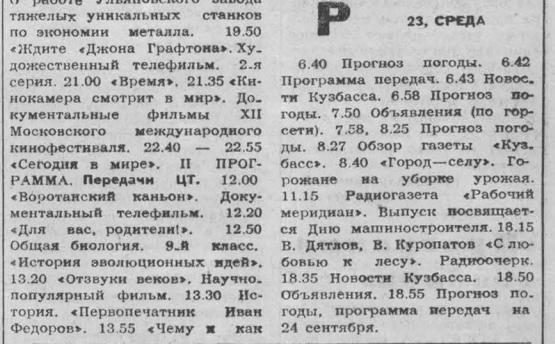 о работе Ульяновского завода
тяжелых уникальных станков
по экономии металла. 19.50
«Ждите «Джона Графтона». Ху-
дожественный телефильм. 2-я
серия. 21.00 «Время». 21.35 «Ки-
нокамера смотрит в мир». До-
кументальные фильмы XII
Московского международного
кинофестиваля. 22.40 — 22.55
«Сегодня в мире». II ПРОГ-
РАММА. Передачи ЦТ. 12.00
«Воротанский каньон». Доку-
ментальный телефильм. 12.20
«Для вас, родители!». 12.50
Общая биология. 9-й класс.
«История эволюционных идей».
13.20 «Отзвуки веков». Научно-
популярный фильм. 13.30 Ис-
тория. «Первопечатник Иван
Федоров». 13.55 «Чему и как
Р
23, СРЕДА
6.40 Прогноз погоды. 6.42
Программа передач. 6.43 Новос-
ти Кузбасса. 6.58 Прогноз по-
годы. 7.50 Объявления (по гор-
сети). 7.58, 8.25 Прогноз пого-
ды. 8.27 Обзор газеты «Куз-
басс». 8.40 «Город—селу». Го-
рожане на уборке урожая.
11.15 Радиогазета «Рабочий
меридиан». Выпуск посвящает-
ся Дню машиностроителя. 18.15
В. Дятлов, В. Куропатов «С лю-
бовью к лесу». Радиоочерк.
18.35 Новости Кузбасса. 18.50
Объявления. 18.55 Прогноз по-
годы, программа передач на
24 сентября.